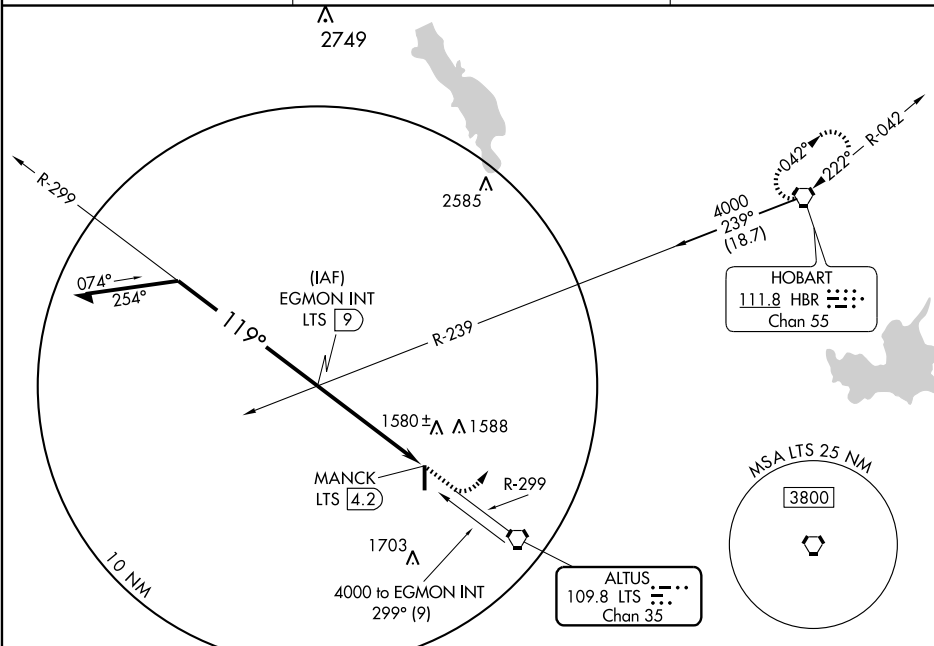 2749
R-042
042°
222°
R-299
2585
4000
239°
(18.7)
074°
254°
(IAF)
EGMON INT
LTS 9
HOBART
111.8 HBR
Chan 55
119°
R-239
1580± 1588
MANCK
LTS 4.2
R-299
MSA LTS 25 NM
3800
1703
10 NM
4000 to EGMON INT
299° (9)
ALTUS
109.8 LTS
Chan 35